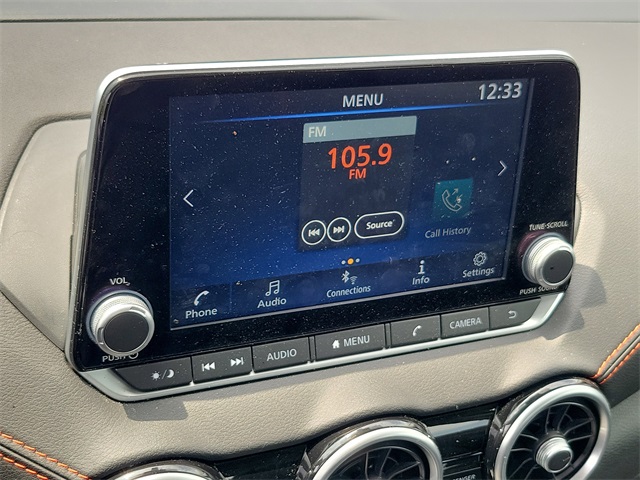 MENU
12:33
FM
105.9
FM
Source
Call History
Phone
Audio
Connections
Info
Settings
VOL
PUSH
TUNE·SCROLL
PUSH SOUND
AUDIO
MENU
CAMERA